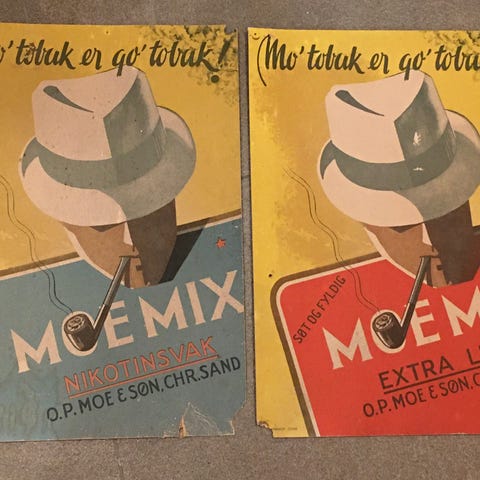 o' tobak er go' tobak!
MOE MIX
NIKOTINSVAK
O.P. MOE & SØN, CHR.SAND
(Mo' tobak er go' toba
SØT OG FYLDIG
MOE M
EXTRA L
O.P. MOE & SØN, C